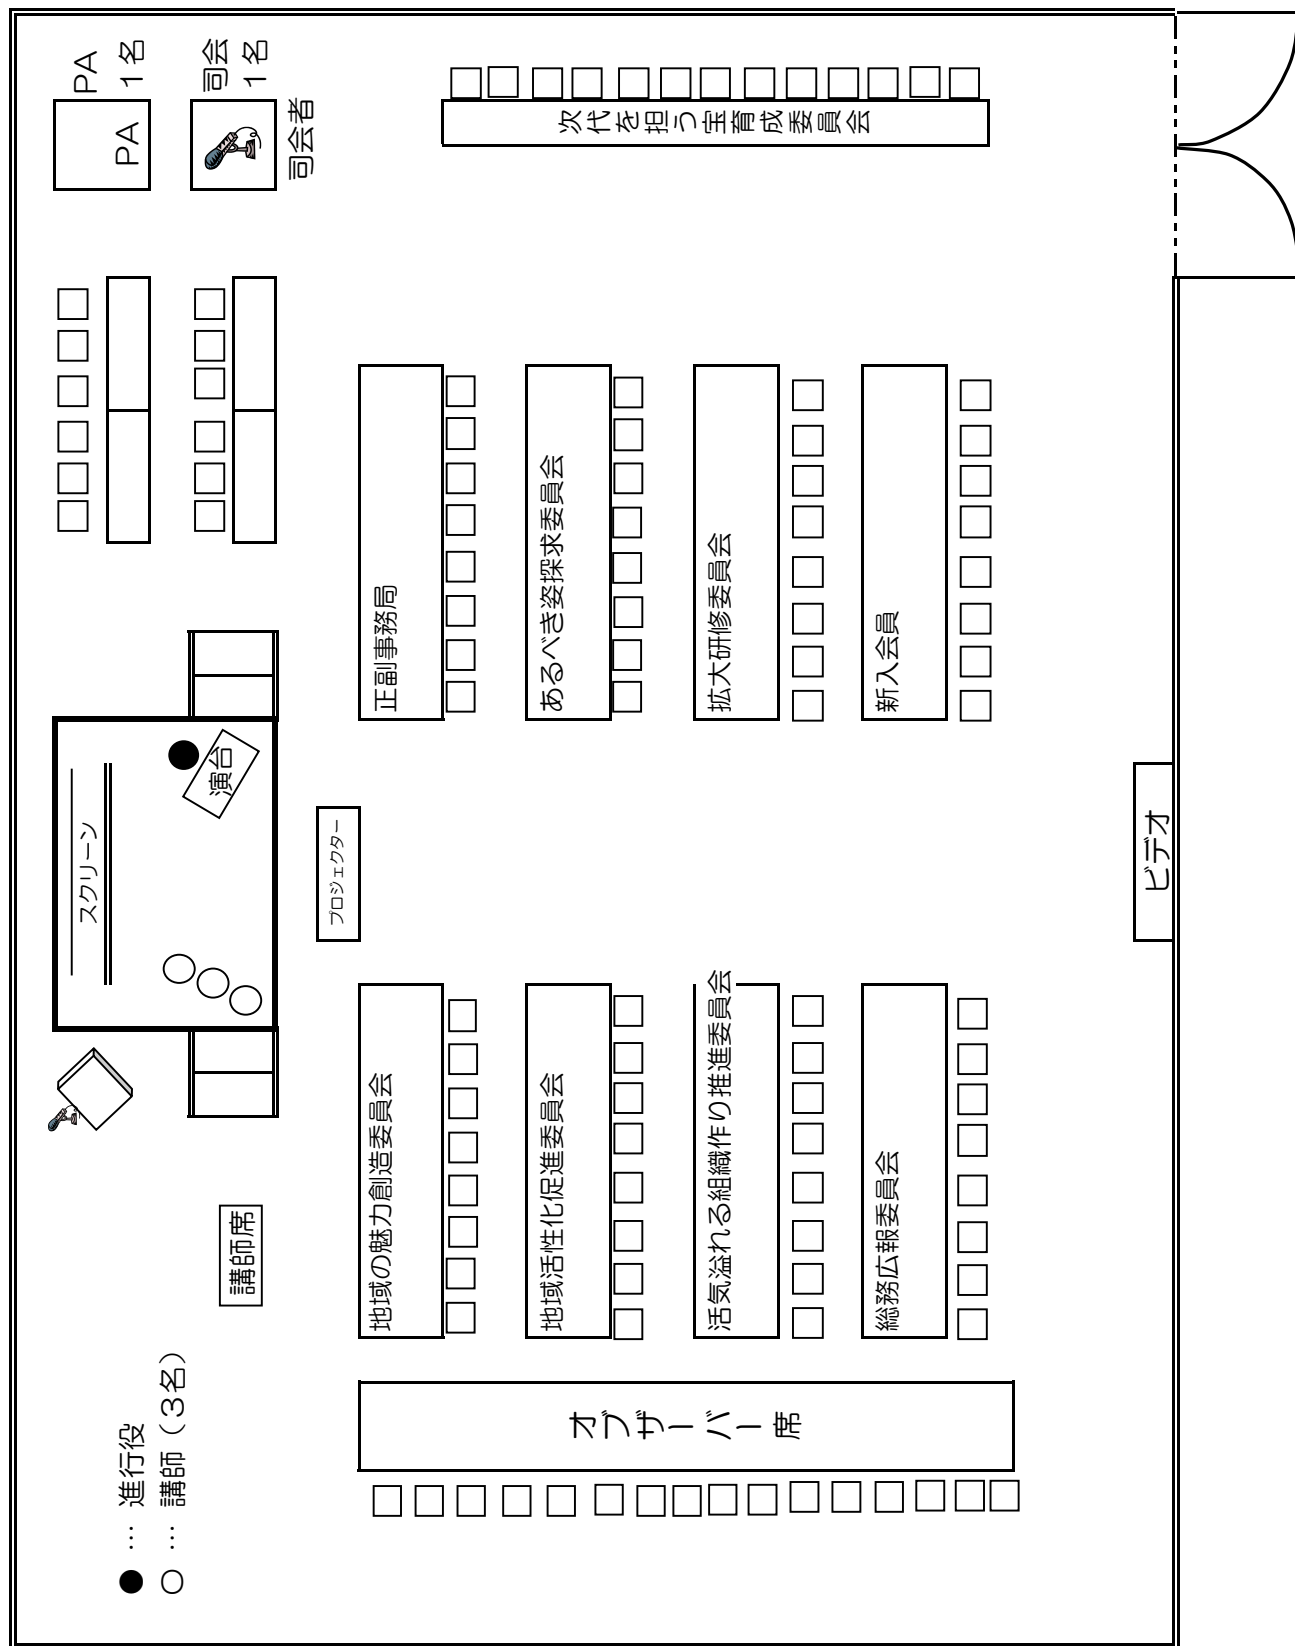 ● … 進行役
○ … 講師（３名）
講師席
スクリーン
演台
PA
PA
１名
司会
１名
司会者
プロジェクター
オブザーバー席
地域の魅力創造委員会
正副事務局
次代を担う宝育成委員会
地域活性化促進委員会
あるべき姿探求委員会
活気溢れる組織作り推進委員会
拡大研修委員会
総務広報委員会
新入会員
ビデオ